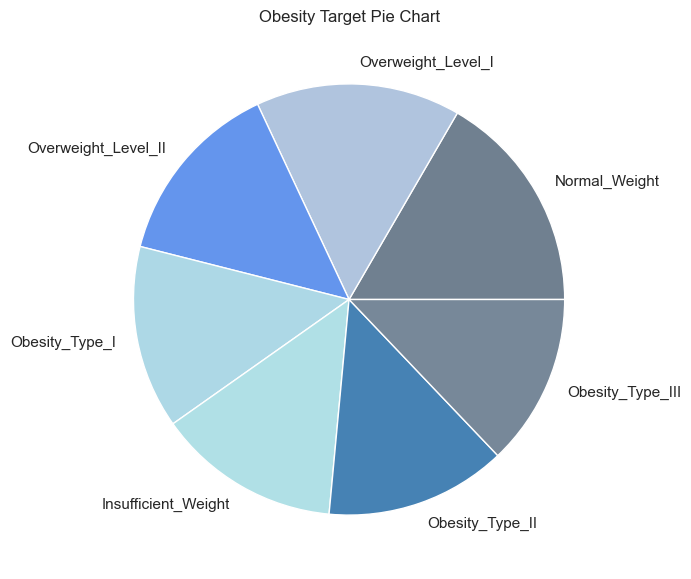 Obesity Target Pie Chart
Overweight_Level_I
Overweight_Level_II
Normal_Weight
Obesity_Type_I
Obesity_Type_III
Insufficient_Weight
Obesity_Type_II